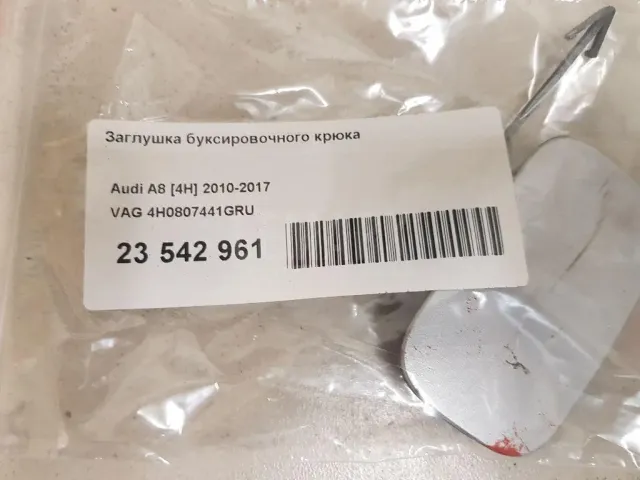 Заглушка буксировочного крюка
Audi A8 [4H] 2010-2017
VAG 4H0807441GRU
23 542 961